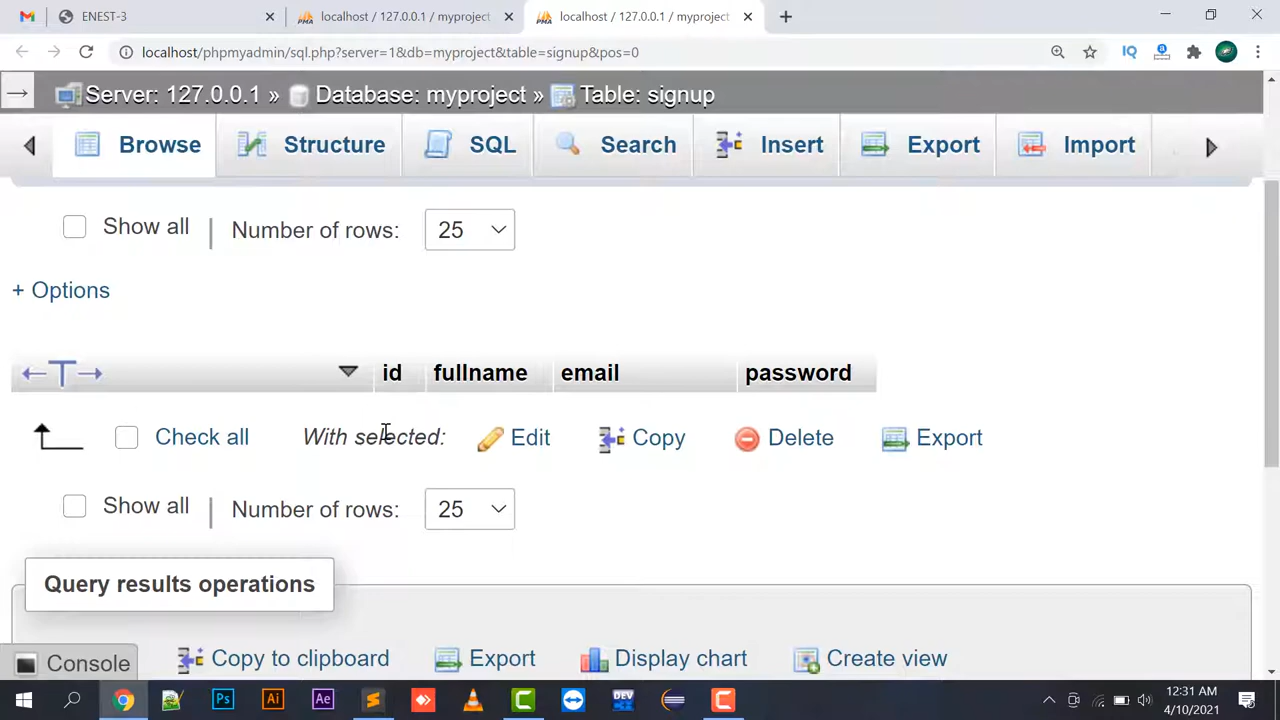 ENEST-3
localhost / 127.0.0.1 / myproject
localhost / 127.0.0.1 / myproject
localhost/phpmyadmin/sql.php?server=1&db=myproject&table=signup&pos=0
Server: 127.0.0.1 » Database: myproject » Table: signup
Browse Structure SQL Search Insert Export Import
Show all | Number of rows: 25
+ Options
id fullname email password
Check all With selected: Edit Copy Delete Export
Show all | Number of rows: 25
Query results operations
Copy to clipboard Export Display chart Create view
Console
12:31 AM
4/10/2021